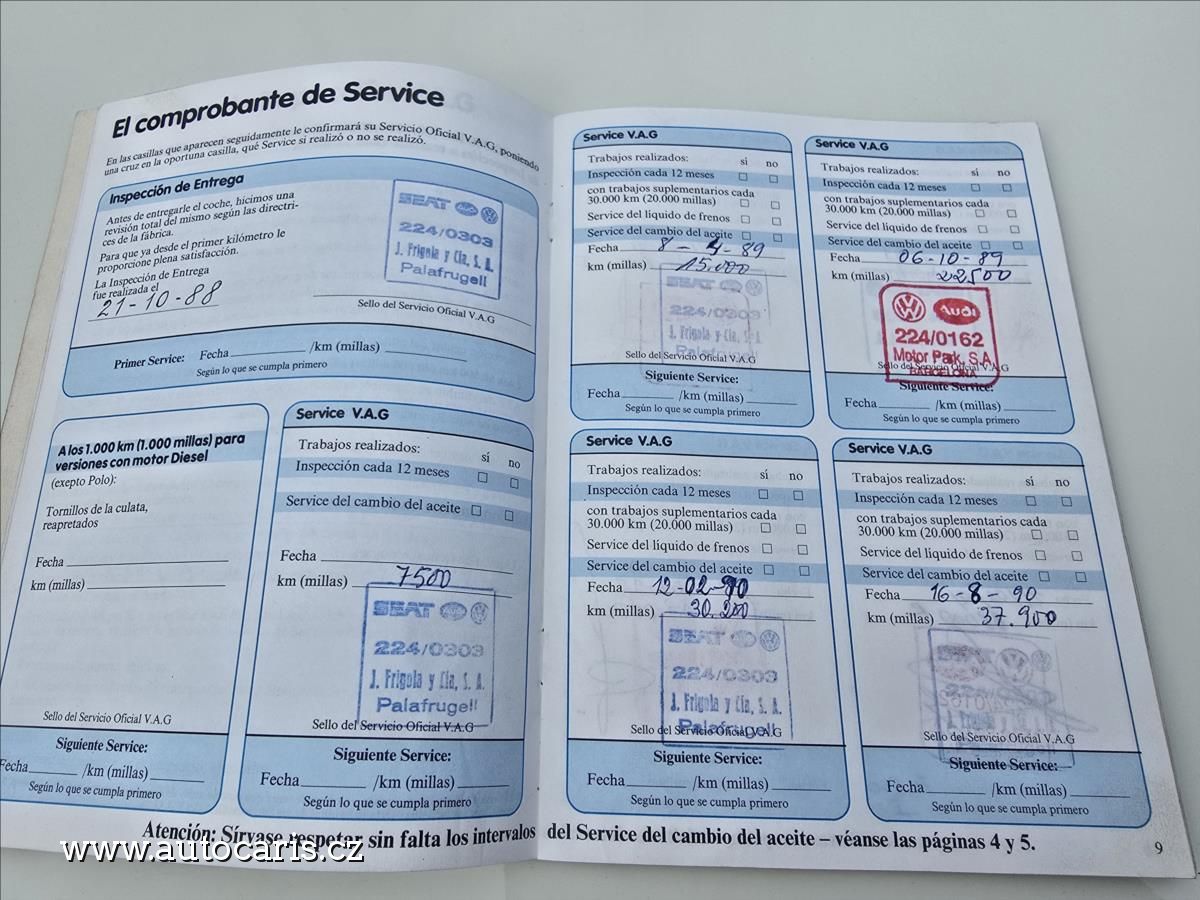 El comprobante de Service
En las casillas que aparecen seguidamente le confirmará su Servicio Oficial V.A.G, poniendo
una cruz en la oportuna casilla, qué Service si realizó o no se realizó.
Inspección de Entrega
Antes de entregarle el coche, hicimos una
revisión total del mismo según las directri-
ces de la fábrica.
Para que ya desde el primer kilómetro le
proporcione plena satisfacción.
La Inspección de Entrega
fue realizada el
21-10-88
SEAT Audi
224/0303
J. Frigola y Cía, S. A.
Palafrugell
Sello del Servicio Oficial V.A.G
Primer Service: Fecha /km (millas)
Según lo que se cumpla primero
A los 1.000 km (1.000 millas) para
versiones con motor Diesel
(exepto Polo):
Tornillos de la culata,
reapretados
Fecha
km (millas)
Sello del Servicio Oficial V.A.G
Siguiente Service:
Fecha /km (millas)
Según lo que se cumpla primero
Service V.A.G
Trabajos realizados:
sí no
Inspección cada 12 meses
Service del cambio del aceite
Fecha
km (millas) 7500
SEAT Audi
224/0303
J. Frigola y Cía, S. A.
Palafrugell
Sello del Servicio Oficial V.A.G
Siguiente Service:
Fecha /km (millas)
Según lo que se cumpla primero
Service V.A.G
Trabajos realizados: sí no
Inspección cada 12 meses
con trabajos suplementarios cada
30.000 km (20.000 millas)
Service del líquido de frenos
Service del cambio del aceite
Fecha 8-4-89
km (millas) 15.000
SEAT
224/0303
J. Frigola y Cía, S. A.
Palafrugell
Sello del Servicio Oficial V.A.G
Siguiente Service:
Fecha /km (millas)
Según lo que se cumpla primero
Service V.A.G
Trabajos realizados: sí no
Inspección cada 12 meses
con trabajos suplementarios cada
30.000 km (20.000 millas)
Service del líquido de frenos
Service del cambio del aceite
Fecha 06-10-89
km (millas) 22500
Audi
224/0162
Motor Park, S.A.
BARCELONA
Sello del Servicio Oficial V.A.G
Siguiente Service:
Fecha /km (millas)
Según lo que se cumpla primero
Service V.A.G
Trabajos realizados: sí no
Inspección cada 12 meses
con trabajos suplementarios cada
30.000 km (20.000 millas)
Service del líquido de frenos
Service del cambio del aceite
Fecha 12-02-90
km (millas) 30.200
SEAT Audi
224/0303
J. Frigola y Cía, S. A.
Palafrugell
Sello del Servicio Oficial V.A.G
Siguiente Service:
Fecha /km (millas)
Según lo que se cumpla primero
Service V.A.G
Trabajos realizados: sí no
Inspección cada 12 meses
con trabajos suplementarios cada
30.000 km (20.000 millas)
Service del líquido de frenos
Service del cambio del aceite
Fecha 16-8-90
km (millas) 37.900
SEAT
Sello del Servicio Oficial V.A.G
Siguiente Service:
Fecha /km (millas)
Según lo que se cumpla primero
Atención: Sírvase respetar sin falta los intervalos del Service del cambio del aceite – véanse las páginas 4 y 5.
9
www.autocaris.cz